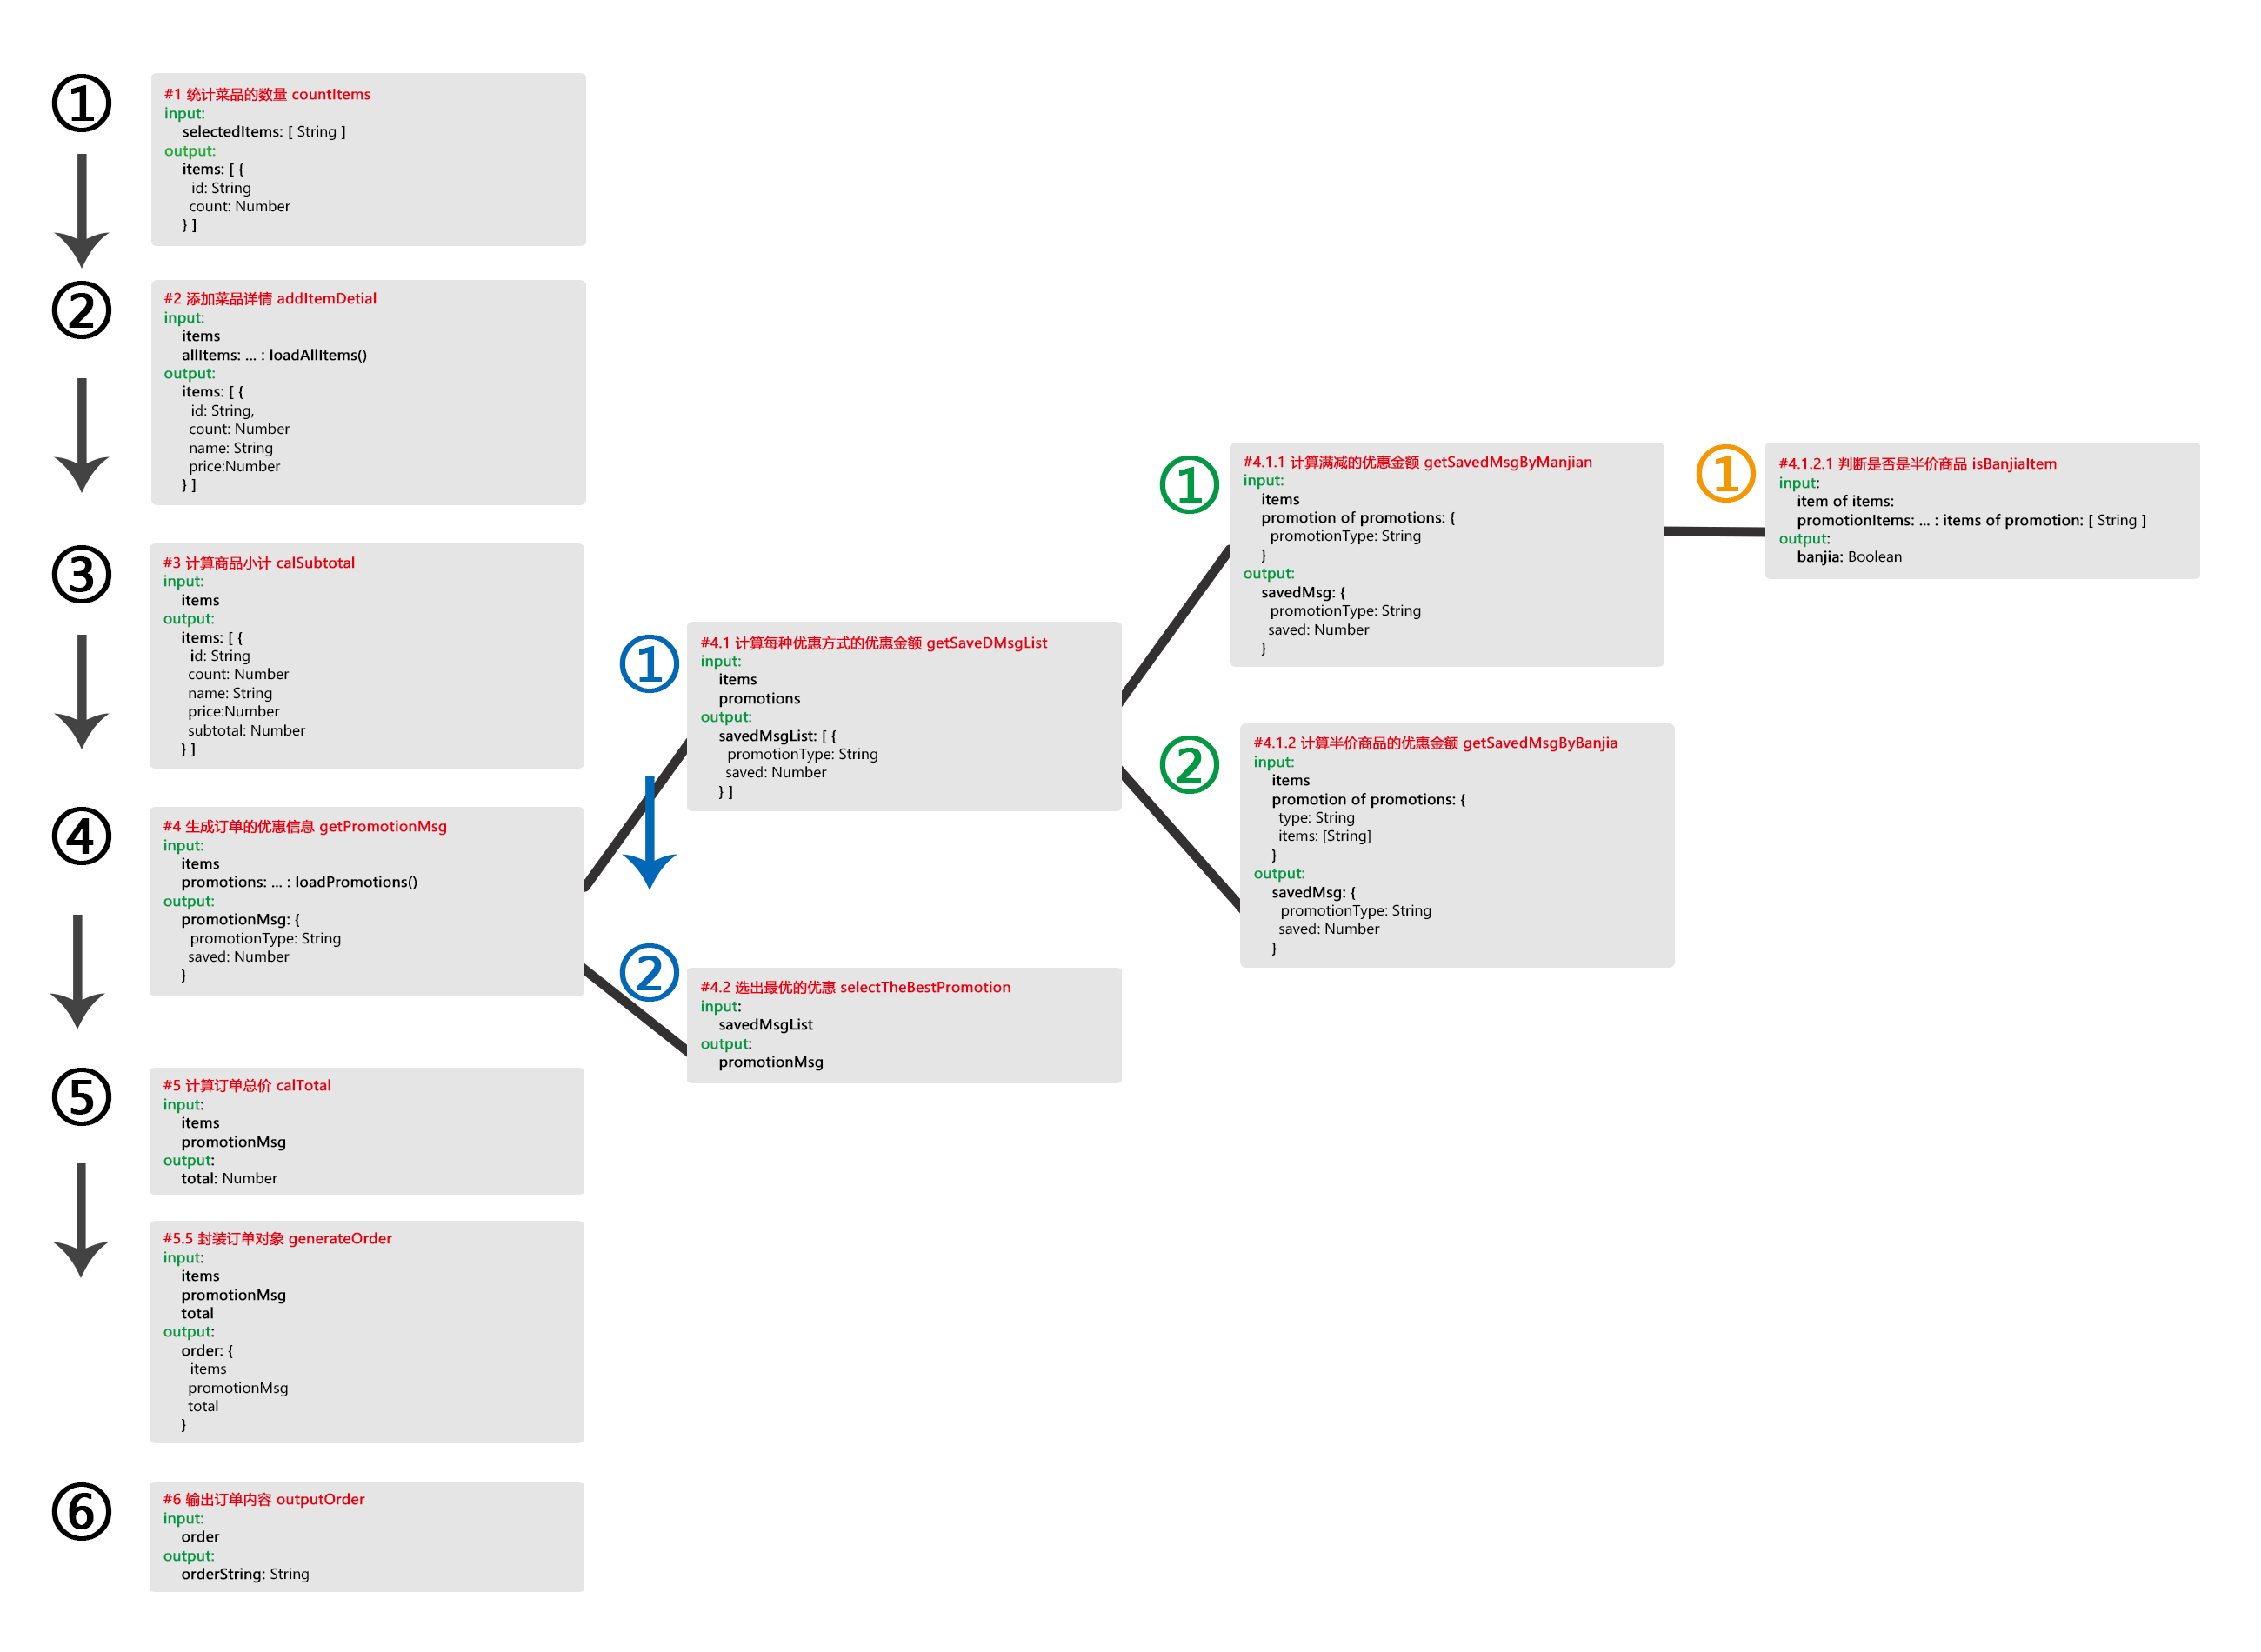 ①
#1 统计菜品的数量 countItems
input:
selectedItems: [ String ]
output:
items: [ {
id: String
count: Number
} ]
②
#2 添加菜品详情 addItemDetial
input:
items
allItems: ... : loadAllItems()
output:
items: [ {
id: String,
count: Number
name: String
price:Number
} ]
③
#3 计算商品小计 calSubtotal
input:
items
output:
items: [ {
id: String
count: Number
name: String
price:Number
subtotal: Number
} ]
④
#4 生成订单的优惠信息 getPromotionMsg
input:
items
promotions: ... : loadPromotions()
output:
promotionMsg: {
promotionType: String
saved: Number
}
①
#4.1 计算每种优惠方式的优惠金额 getSaveDMsgList
input:
items
promotions
output:
savedMsgList: [ {
promotionType: String
saved: Number
} ]
①
#4.1.1 计算满减的优惠金额 getSavedMsgByManjian
input:
items
promotion of promotions: {
promotionType: String
}
output:
savedMsg: {
promotionType: String
saved: Number
}
①
#4.1.2.1 判断是否是半价商品 isBanjiaItem
input:
item of items:
promotionItems: ... : items of promotion: [ String ]
output:
banjia: Boolean
②
#4.1.2 计算半价商品的优惠金额 getSavedMsgByBanjia
input:
items
promotion of promotions: {
type: String
items: [String]
}
output:
savedMsg: {
promotionType: String
saved: Number
}
②
#4.2 选出最优的优惠 selectTheBestPromotion
input:
savedMsgList
output:
promotionMsg
⑤
#5 计算订单总价 calTotal
input:
items
promotionMsg
output:
total: Number
#5.5 封装订单对象 generateOrder
input:
items
promotionMsg
total
output:
order: {
items
promotionMsg
total
}
⑥
#6 输出订单内容 outputOrder
input:
order
output:
orderString: String